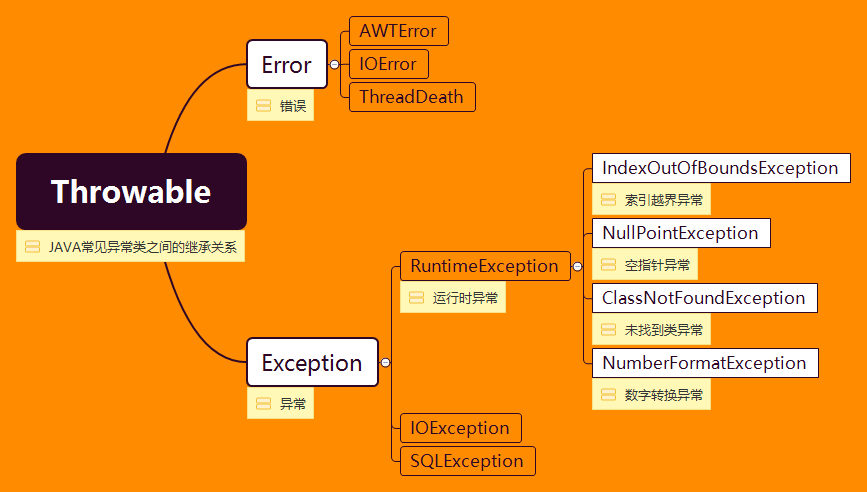 Throwable
JAVA常见异常类之间的继承关系
Error
错误
AWTError
IOError
ThreadDeath
Exception
异常
RuntimeException
运行时异常
IndexOutOfBoundsException
索引越界异常
NullPointException
空指针异常
ClassNotFoundException
未找到类异常
NumberFormatException
数字转换异常
IOException
SQLException